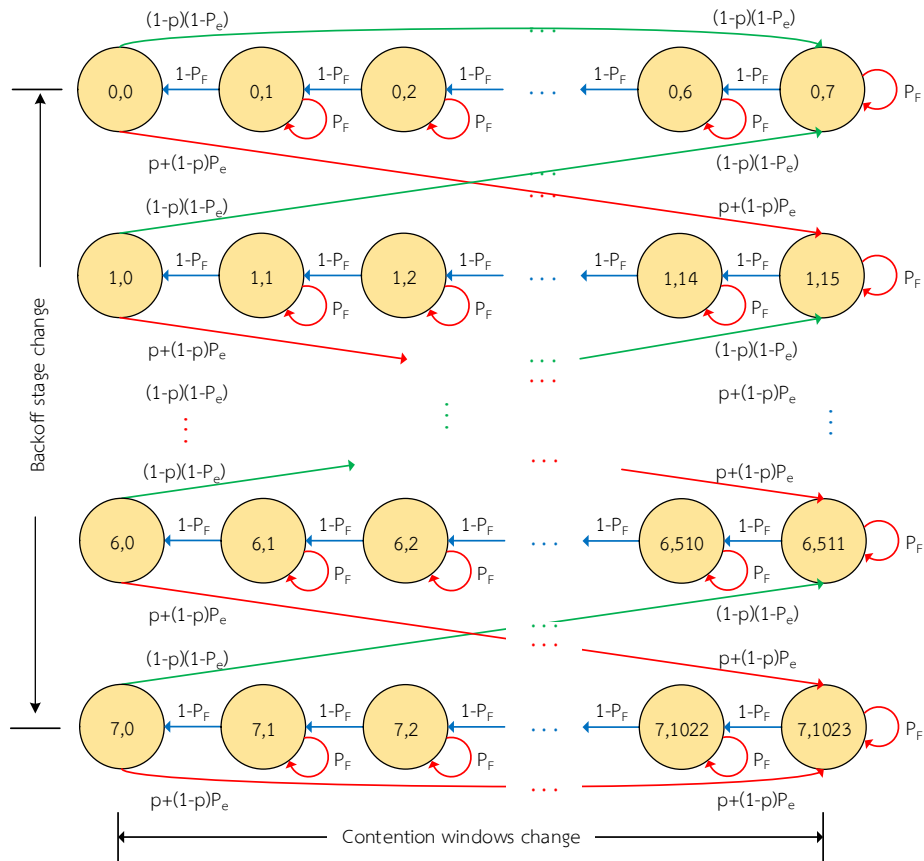 (1-p)(1-Pe) (1-p)(1-Pe)
1-PF 1-PF 1-PF 1-PF 1-PF
0,0 0,1 0,2 0,6 0,7 PF
PF PF PF
p+(1-p)Pe (1-p)(1-Pe)
(1-p)(1-Pe) p+(1-p)Pe
1-PF 1-PF 1-PF 1-PF 1-PF
1,0 1,1 1,2 1,14 1,15 PF
PF PF PF
p+(1-p)Pe (1-p)(1-Pe)
(1-p)(1-Pe) p+(1-p)Pe
Backoff stage change
(1-p)(1-Pe) p+(1-p)Pe
1-PF 1-PF 1-PF 1-PF 1-PF
6,0 6,1 6,2 6,510 6,511 PF
PF PF PF
p+(1-p)Pe (1-p)(1-Pe)
(1-p)(1-Pe) p+(1-p)Pe
1-PF 1-PF 1-PF 1-PF 1-PF
7,0 7,1 7,2 7,1022 7,1023 PF
PF PF PF
p+(1-p)Pe p+(1-p)Pe
Contention windows change